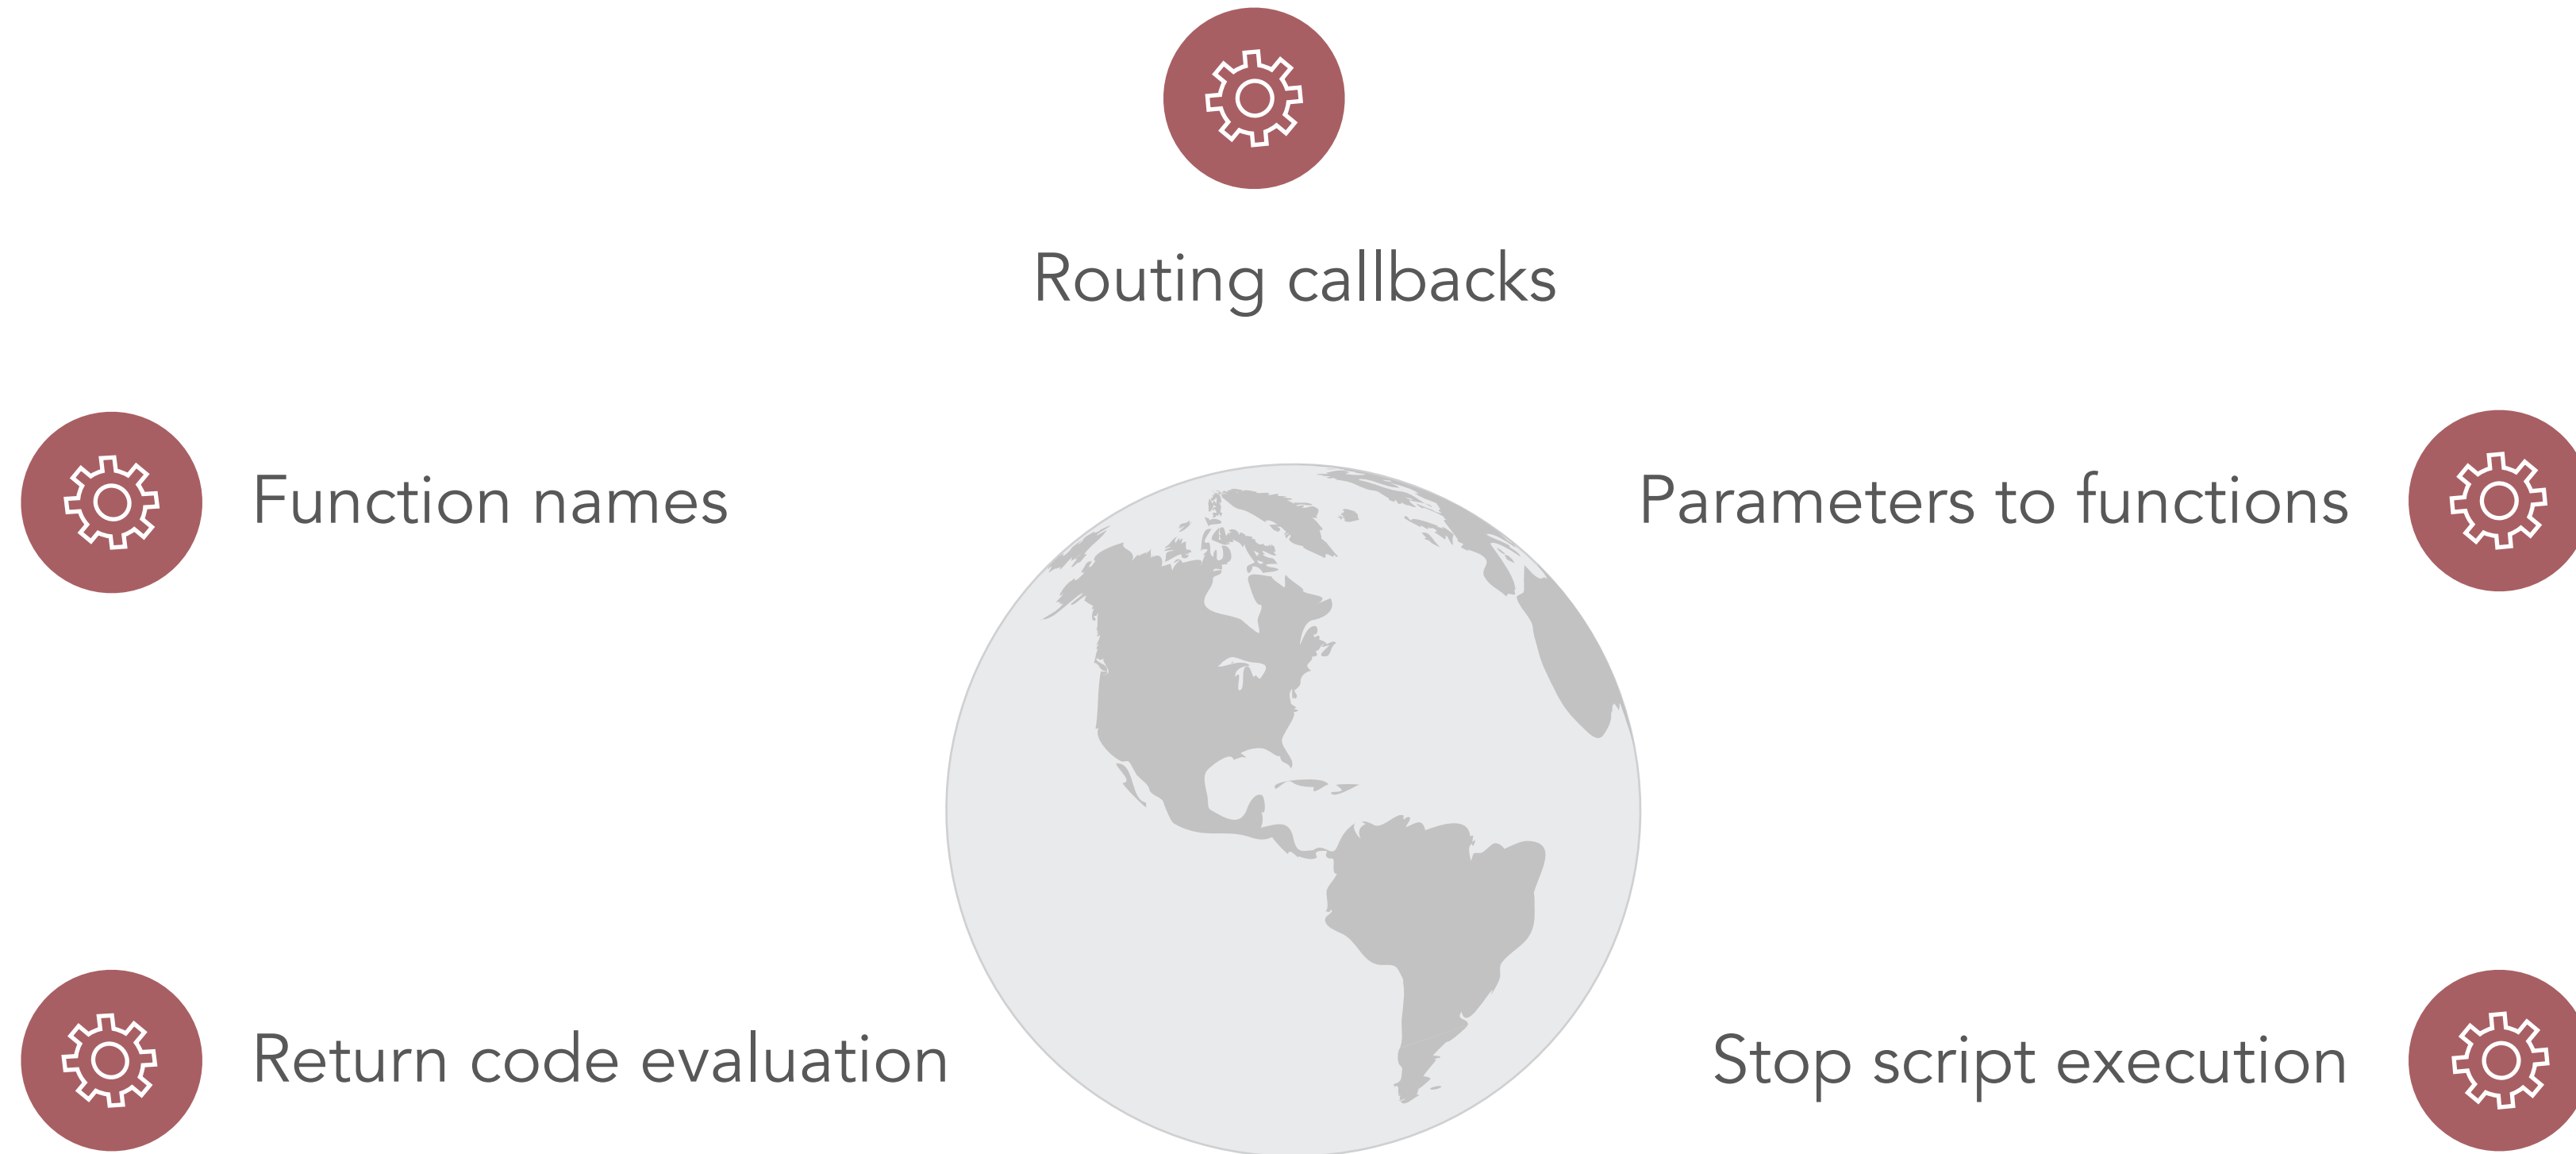 Routing callbacks
Function names
Parameters to functions
Return code evaluation
Stop script execution